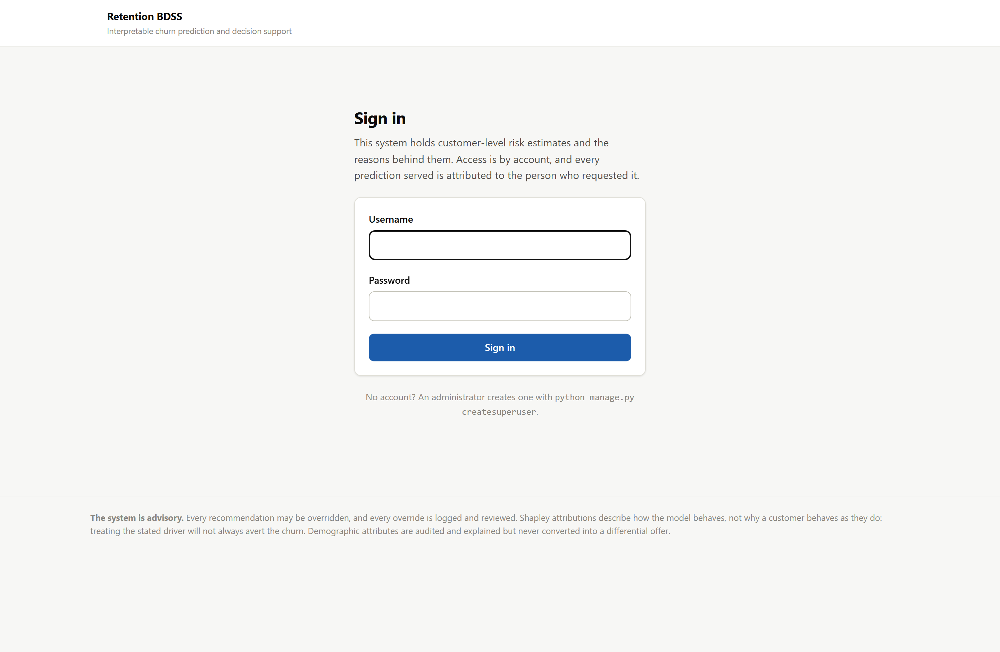 Retention BDSS
Interpretable churn prediction and decision support
Sign in
This system holds customer-level risk estimates and the
reasons behind them. Access is by account, and every
prediction served is attributed to the person who requested it.
Username
Password
Sign in
No account? An administrator creates one with python manage.py
createsuperuser.
The system is advisory. Every recommendation may be overridden, and every override is logged and reviewed. Shapley attributions describe how the model behaves, not why a customer behaves as they do:
treating the stated driver will not always avert the churn. Demographic attributes are audited and explained but never converted into a differential offer.